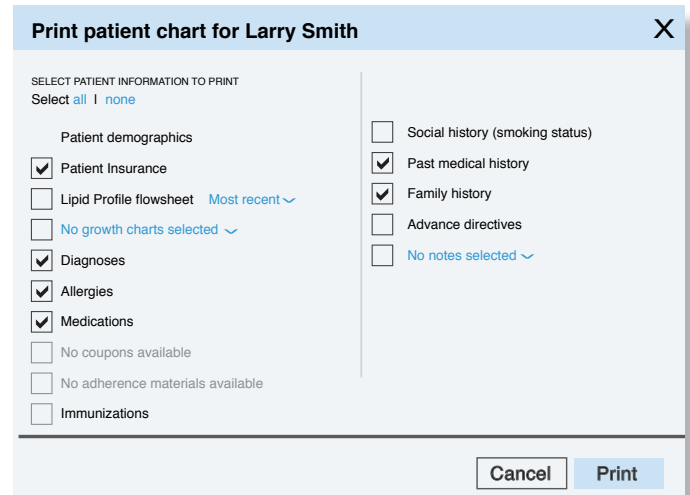 Print patient chart for Larry Smith X
SELECT PATIENT INFORMATION TO PRINT
Select all I none
Patient demographics
Patient Insurance
Lipid Profile flowsheet Most recent
No growth charts selected
Diagnoses
Allergies
Medications
No coupons available
No adherence materials available
Immunizations
Social history (smoking status)
Past medical history
Family history
Advance directives
No notes selected
Cancel Print